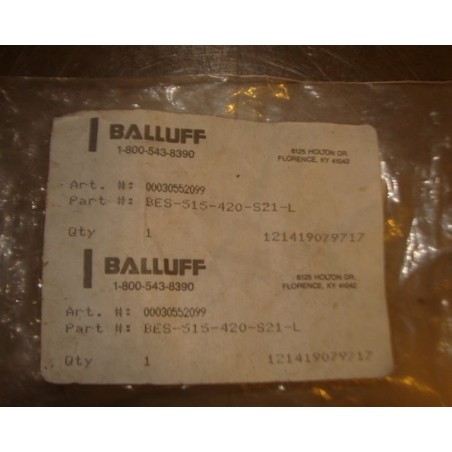 BALLUFF
1-800-543-8390
8125 HOLTON DR.
FLORENCE, KY 41042
Art. #: 00030552099
Part #: BES-515-420-S21-L
Qty 1 121419079717
BALLUFF
1-800-543-8390
8125 HOLTON DR.
FLORENCE, KY 41042
Art. #: 00030552099
Part #: BES-515-420-S21-L
Qty 1 121419079717